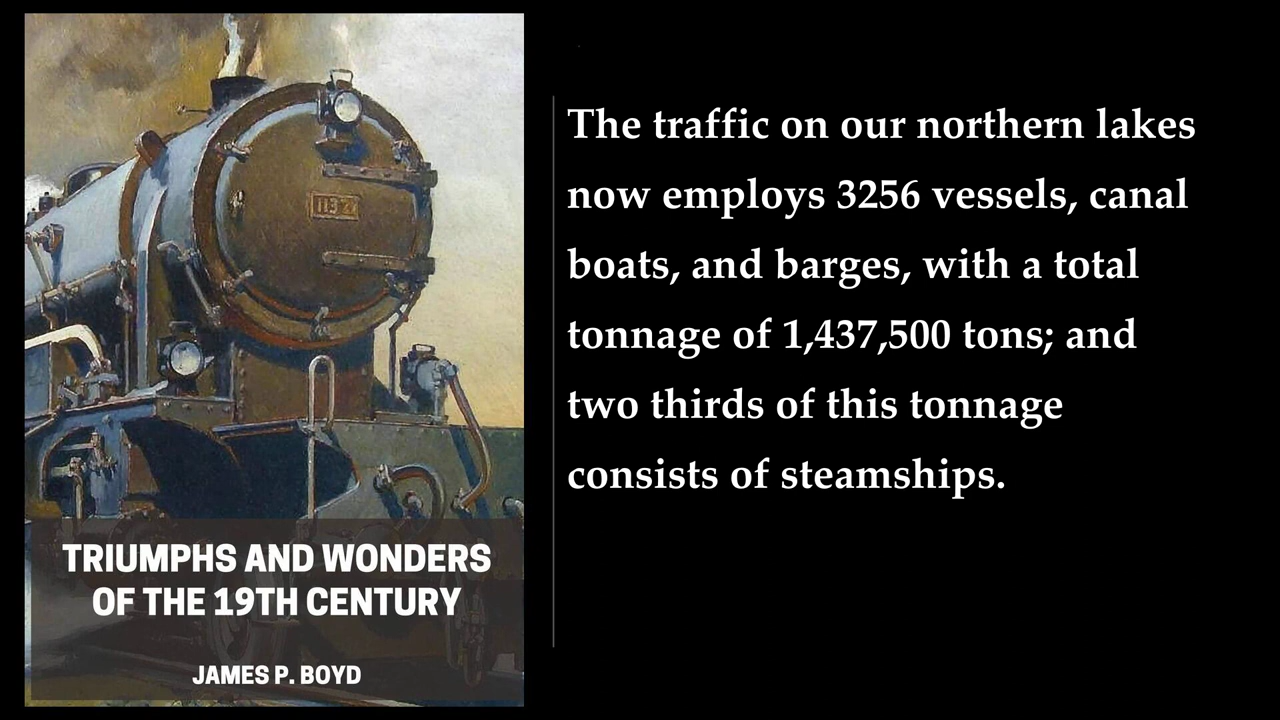 The traffic on our northern lakes
now employs 3256 vessels, canal
boats, and barges, with a total
tonnage of 1,437,500 tons; and
two thirds of this tonnage
consists of steamships.
TRIUMPHS AND WONDERS
OF THE 19TH CENTURY
JAMES P. BOYD